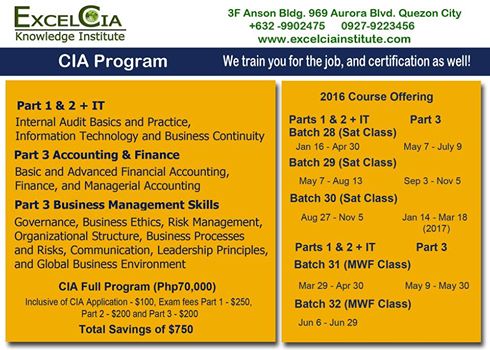 EXCELCIA
Knowledge Institute
3F Anson Bldg. 969 Aurora Blvd. Quezon City
+632 -9902475 0927-9223456
www.excelciainstitute.com
CIA Program
We train you for the job, and certification as well!
Part 1 & 2 + IT
Internal Audit Basics and Practice,
Information Technology and Business Continuity
Part 3 Accounting & Finance
Basic and Advanced Financial Accounting,
Finance, and Managerial Accounting
Part 3 Business Management Skills
Governance, Business Ethics, Risk Management,
Organizational Structure, Business Processes
and Risks, Communication, Leadership Principles,
and Global Business Environment
CIA Full Program (Php70,000)
Inclusive of CIA Application - $100, Exam fees Part 1 - $250,
Part 2 - $200 and Part 3 - $200
Total Savings of $750
2016 Course Offering
Parts 1 & 2 + IT Part 3
Batch 28 (Sat Class)
Jan 16 - Apr 30 May 7 - July 9
Batch 29 (Sat Class)
May 7 - Aug 13 Sep 3 - Nov 5
Batch 30 (Sat Class)
Aug 27 - Nov 5 Jan 14 - Mar 18
(2017)
Parts 1 & 2 + IT Part 3
Batch 31 (MWF Class)
Mar 29 - Apr 30 May 9 - May 30
Batch 32 (MWF Class)
Jun 6 - Jun 29